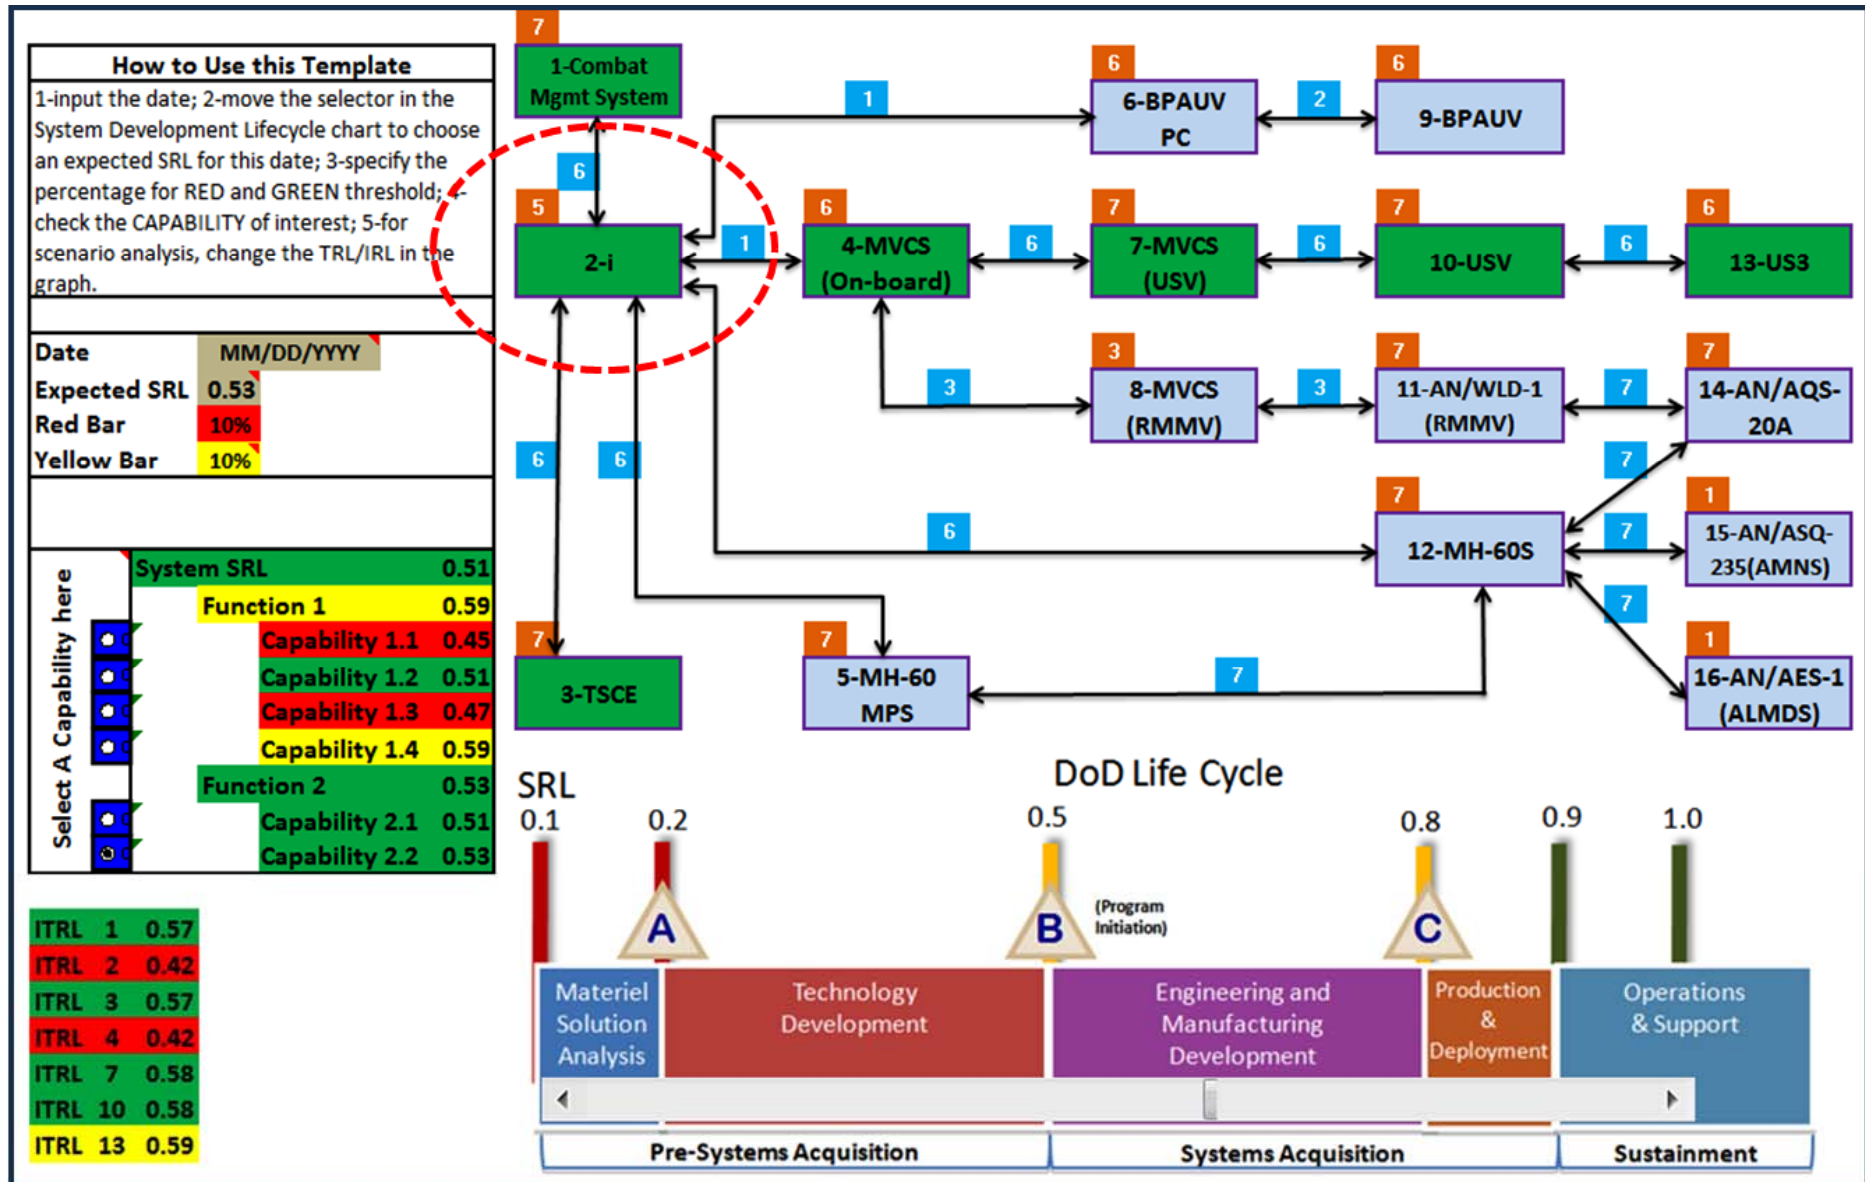 How to Use this Template
1-input the date; 2-move the selector in the
System Development Lifecycle chart to choose
an expected SRL for this date; 3-specify the
percentage for RED and GREEN threshold; 4-
check the CAPABILITY of interest; 5-for
scenario analysis, change the TRL/IRL in the
graph.
Date MM/DD/YYYY
Expected SRL 0.53
Red Bar 10%
Yellow Bar 10%
Select A Capability here
System SRL 0.51
Function 1 0.59
Capability 1.1 0.45
Capability 1.2 0.51
Capability 1.3 0.47
Capability 1.4 0.59
Function 2 0.53
Capability 2.1 0.51
Capability 2.2 0.53
ITRL 1 0.57
ITRL 2 0.42
ITRL 3 0.57
ITRL 4 0.42
ITRL 7 0.58
ITRL 10 0.58
ITRL 13 0.59
7
1-Combat
Mgmt System
6
1
6
6-BPAUV
PC
2
6
9-BPAUV
5
2-i
1
6
4-MVCS
(On-board)
6
7
7-MVCS
(USV)
6
7
10-USV
6
6
13-US3
3
3
8-MVCS
(RMMV)
3
7
11-AN/WLD-1
(RMMV)
7
7
14-AN/AQS-
20A
6
6
7
6
7
12-MH-60S
7
1
15-AN/ASQ-
235(AMNS)
7
7
3-TSCE
7
5-MH-60
MPS
7
1
16-AN/AES-1
(ALMDS)
DoD Life Cycle
SRL
0.1 0.2 0.5 0.8 0.9 1.0
A
B
(Program
Initiation)
C
Materiel
Solution
Analysis
Technology
Development
Engineering and
Manufacturing
Development
Production
&
Deployment
Operations
& Support
Pre-Systems Acquisition
Systems Acquisition
Sustainment